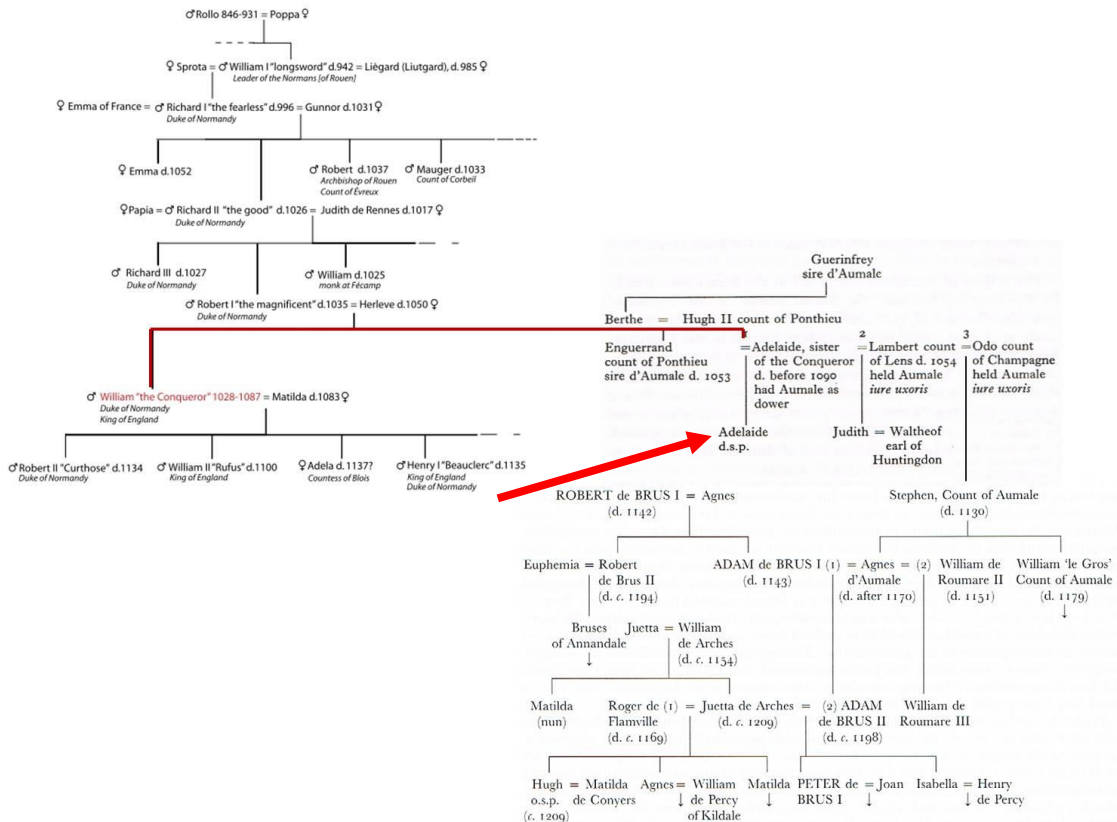 ♂ Rollo 846-931 = Poppa ♀
♀ Sprota = ♂ William I "longsword" d.942 = Liègard (Liutgard), d.985 ♀
Leader of the Normans [of Rouen]
♀ Emma of France = ♂ Richard I "the fearless" d.996 = Gunnor d.1031 ♀
Duke of Normandy
♀ Emma d.1052
♂ Robert d.1037
Archbishop of Rouen
Count of Évreux
♂ Mauger d.1033
Count of Corbeil
♀Papia = ♂ Richard II "the good" d.1026 = Judith de Rennes d.1017 ♀
Duke of Normandy
♂ Richard III d.1027
Duke of Normandy
♂ William d.1025
monk at Fécamp
♂ Robert I "the magnificent" d.1035 = Herleve d.1050 ♀
Duke of Normandy
♂ William "the Conqueror" 1028-1087 = Matilda d.1083 ♀
Duke of Normandy
King of England
♂ Robert II "Curthose" d.1134
Duke of Normandy
♂ William II "Rufus" d.1100
King of England
♀ Adela d.1137?
Countess of Blois
♂ Henry I "Beauclerc" d.1135
King of England
Duke of Normandy
Guerinfrey
sire d'Aumale
Berthe = Hugh II count of Ponthieu
Enguerrand
count of Ponthieu
sire d'Aumale d. 1053
1
= Adelaide, sister
of the Conqueror
d. before 1090
had Aumale as
dower
2
= Lambert count
of Lens d. 1054
held Aumale
iure uxoris
3
= Odo count
of Champagne
held Aumale
iure uxoris
Adelaide
d.s.p.
Judith = Waltheof
earl of
Huntingdon
ROBERT de BRUS I = Agnes
(d. 1142)
Stephen, Count of Aumale
(d. 1130)
Euphemia = Robert
de Brus II
(d. c. 1194)
ADAM de BRUS I (1) = Agnes = (2)
(d. 1143)
d'Aumale
(d. after 1170)
William de
Roumare II
(d. 1151)
William 'le Gros'
Count of Aumale
(d. 1179)
↓
Bruses
of Annandale
↓
Juetta = William
de Arches
(d. c. 1154)
Matilda
(nun)
Roger de (1) = Juetta de Arches = (2) ADAM
Flamville
(d. c. 1169)
(d. c. 1209)
de BRUS II
(d. c. 1198)
William de
Roumare III
Hugh = Matilda
o.s.p. de Conyers
(c. 1209)
Agnes = William
↓ de Percy
of Kildale
Matilda
↓
PETER de = Joan
BRUS I ↓
Isabella = Henry
↓ de Percy